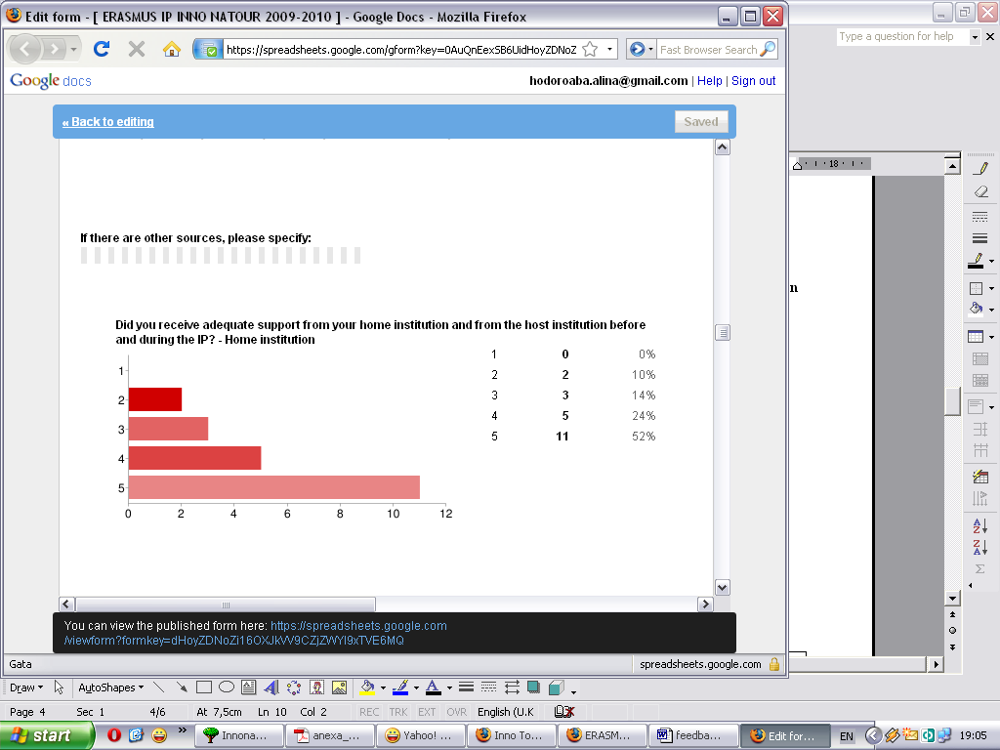 Edit form - [ ERASMUS IP INNO NATOUR 2009-2010 ] - Google Docs - Mozilla Firefox
Type a question for help
https://spreadsheets.google.com/gform?key=0AuQnEexSB6UidHoyZDNoZ
Fast Browser Search
Google docs
hodoroaba.alina@gmail.com | Help | Sign out
« Back to editing
Saved
18
If there are other sources, please specify:
n
Did you receive adequate support from your home institution and from the host institution before
and during the IP? - Home institution
1 0 0%
2 2 10%
3 3 14%
4 5 24%
5 11 52%
1
2
3
4
5
0 2 4 6 8 10 12
You can view the published form here: https://spreadsheets.google.com
/viewform?formkey=dHoyZDNoZi16OXJkVV9CZjZWYl9xTVE6MQ
Gata
spreadsheets.google.com
Draw AutoShapes
Page 4 Sec 1 4/6 At 7,5cm Ln 10 Col 2 REC TRK EXT OVR English (U.K
start
Innona...
anexa_...
Yahoo! ...
Inno To...
ERASM...
feedba...
Edit for...
EN
19:05